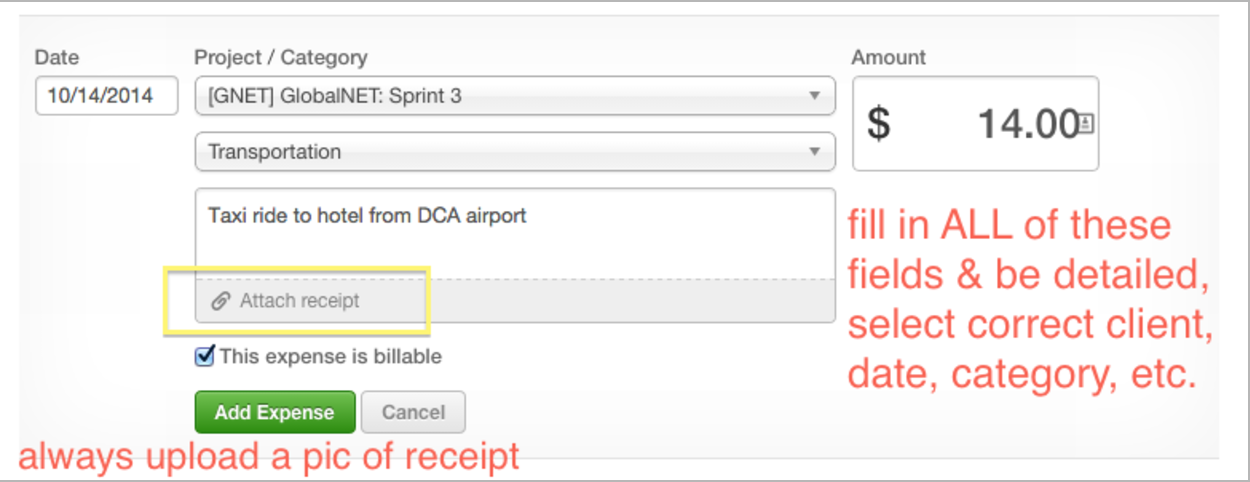 Date
Project / Category
Amount
10/14/2014
[GNET] GlobalNET: Sprint 3
$ 14.00
Transportation
Taxi ride to hotel from DCA airport
fill in ALL of these
fields & be detailed,
select correct client,
date, category, etc.
Attach receipt
This expense is billable
Add Expense
Cancel
always upload a pic of receipt